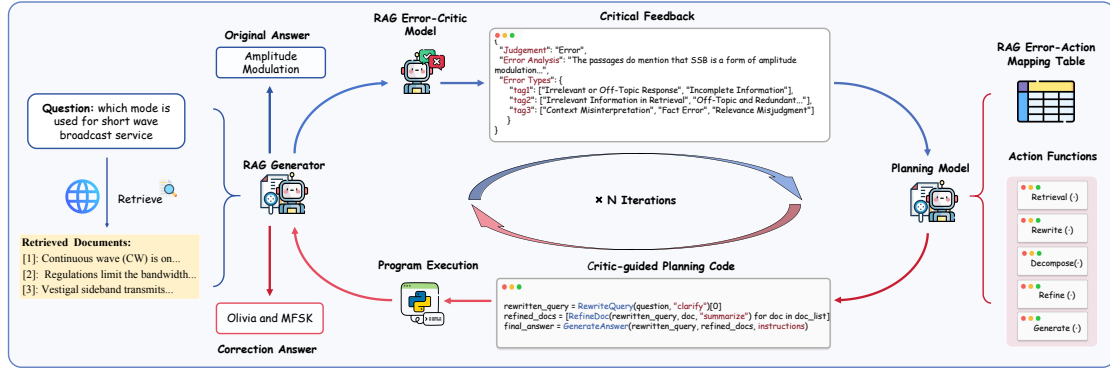 Original Answer
Amplitude
Modulation
Question: which mode is
used for short wave
broadcast service
Retrieve
Retrieved Documents:
[1]: Continuous wave (CW) is on...
[2]: Regulations limit the bandwidth...
[3]: Vestigal sideband transmits...
RAG Generator
Olivia and MFSK
Correction Answer
RAG Error-Critic
Model
Critical Feedback
{
"Judgement": "Error",
"Error Analysis": "The passages do mention that SSB is a form of amplitude
modulation...",
"Error Types": {
"tag1": ["Irrelevant or Off-Topic Response", "Incomplete Information"],
"tag2": ["Irrelevant Information in Retrieval", "Off-Topic and Redundant..."],
"tag3": ["Context Misinterpretation", "Fact Error", "Relevance Misjudgment"]
}
}
× N Iterations
Program Execution
Critic-guided Planning Code
rewritten_query = RewriteQuery(question, "clarify")[0]
refined_docs = [RefineDoc(rewritten_query, doc, "summarize") for doc in doc_list]
final_answer = GenerateAnswer(rewritten_query, refined_docs, instructions)
Planning Model
RAG Error-Action
Mapping Table
Action Functions
Retrieval (·)
Rewrite (·)
Decompose(·)
Refine (·)
Generate (·)